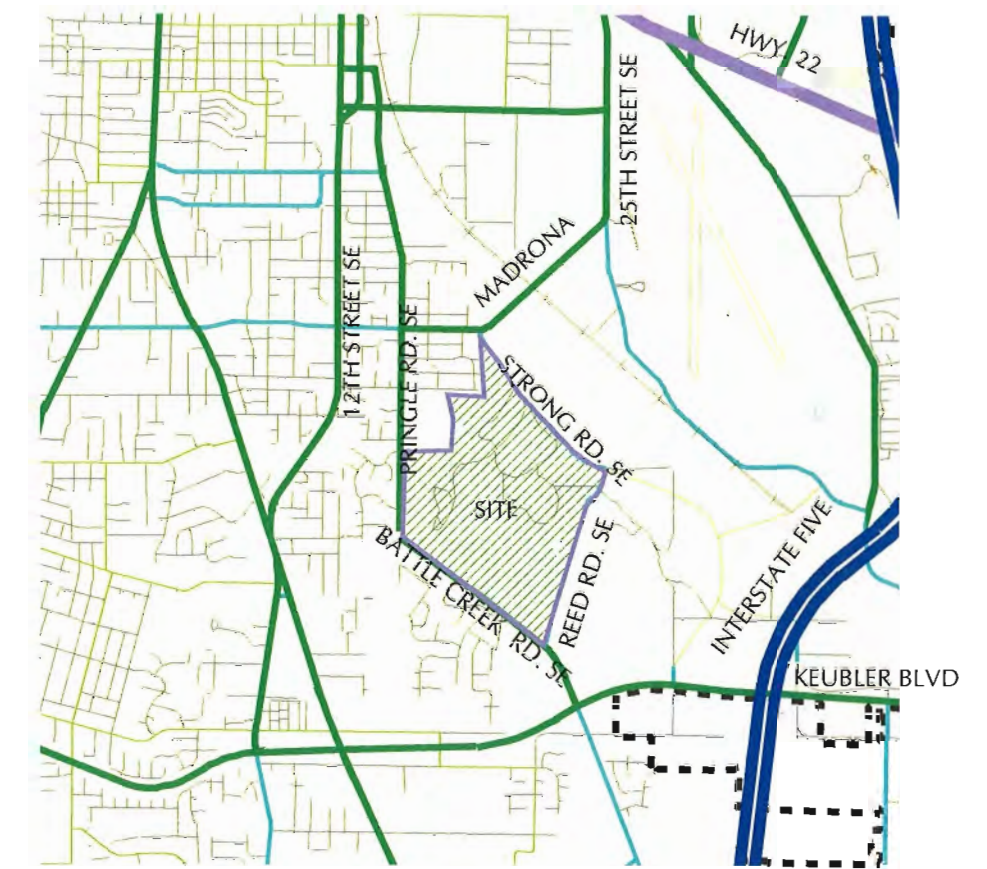 HWY. 22
25TH STREET SE
MADRONA
12TH STREET SE
PRINGLE RD. SE
STRONG RD. SE
SITE
BATTLE CREEK RD. SE
REED RD. SE
INTERSTATE FIVE
KEUBLER BLVD